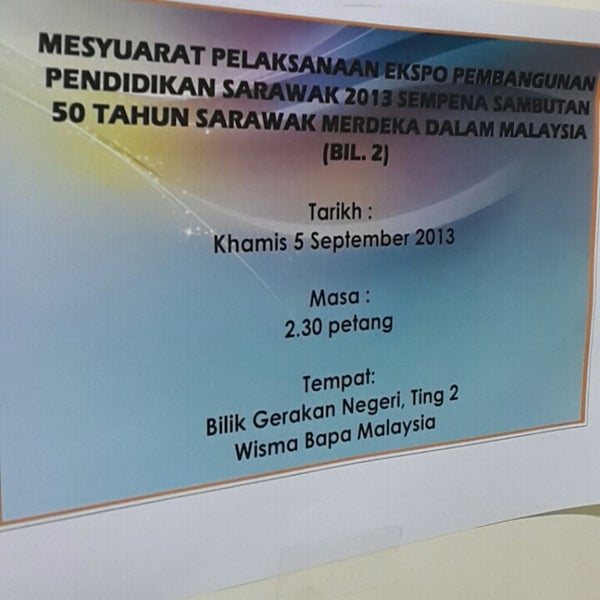 MESYUARAT PELAKSANAAN EKSPO PEMBANGUNAN
PENDIDIKAN SARAWAK 2013 SEMPENA SAMBUTAN
50 TAHUN SARAWAK MERDEKA DALAM MALAYSIA
(BIL. 2)
Tarikh :
Khamis 5 September 2013
Masa :
2.30 petang
Tempat:
Bilik Gerakan Negeri, Ting 2
Wisma Bapa Malaysia